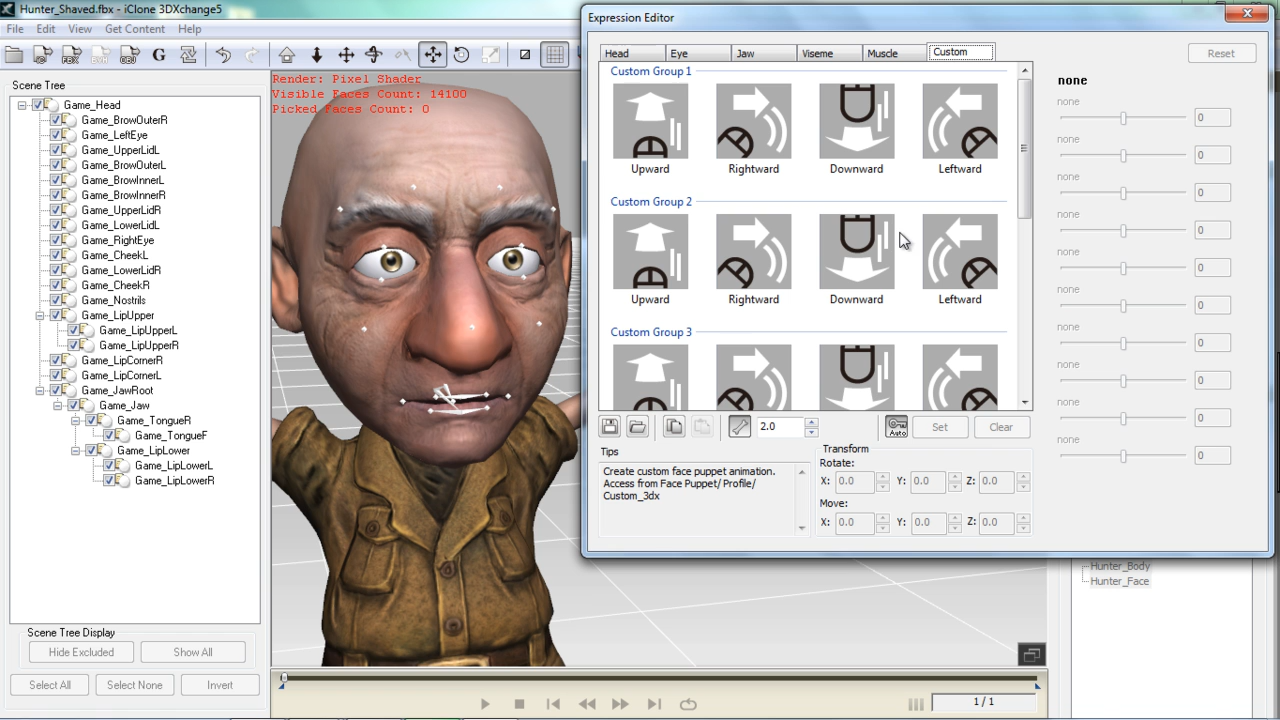 Hunter_Shaved.fbx - iClone 3DXchange5
File Edit View Get Content Help
G
Scene Tree
Game_Head
Game_BrowOuterR
Game_LeftEye
Game_UpperLidL
Game_BrowOuterL
Game_BrowInnerL
Game_BrowInnerR
Game_UpperLidR
Game_LowerLidL
Game_RightEye
Game_CheekL
Game_LowerLidR
Game_CheekR
Game_Nostrils
Game_LipUpper
Game_LipUpperL
Game_LipUpperR
Game_LipCornerR
Game_LipCornerL
Game_JawRoot
Game_Jaw
Game_TongueR
Game_TongueF
Game_LipLower
Game_LipLowerL
Game_LipLowerR
Scene Tree Display
Hide Excluded Show All
Select All Select None Invert
Render: Pixel Shader
Visible Faces Count: 14100
Picked Faces Count: 0
1 / 1
Expression Editor
Head Eye Jaw Viseme Muscle Custom
Reset
Custom Group 1
Upward Rightward Downward Leftward
Custom Group 2
Upward Rightward Downward Leftward
Custom Group 3
2.0
Auto
Set Clear
Tips
Create custom face puppet animation.
Access from Face Puppet/ Profile/
Custom_3dx
Transform
Rotate:
X: 0.0 Y: 0.0 Z: 0.0
Move:
X: 0.0 Y: 0.0 Z: 0.0
none
none
0
none
0
none
0
none
0
none
0
none
0
none
0
none
0
none
0
none
0
Hunter_Body
Hunter_Face